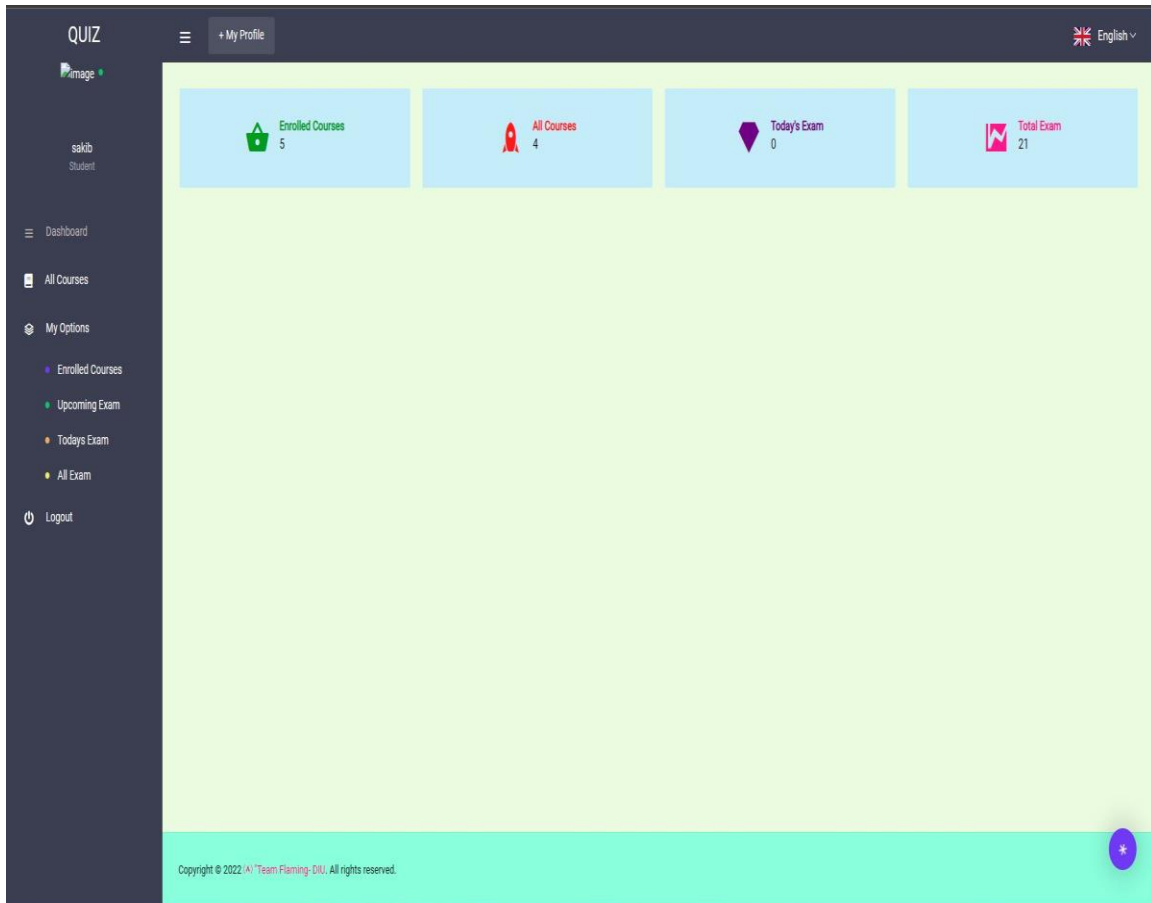 QUIZ
+ My Profile
English
image
sakib
Student
Dashboard
All Courses
My Options
Enrolled Courses
Upcoming Exam
Todays Exam
All Exam
Logout
Enrolled Courses
5
All Courses
4
Today's Exam
0
Total Exam
21
Copyright © 2022 (A) "Team Flaming- DIU. All rights reserved.